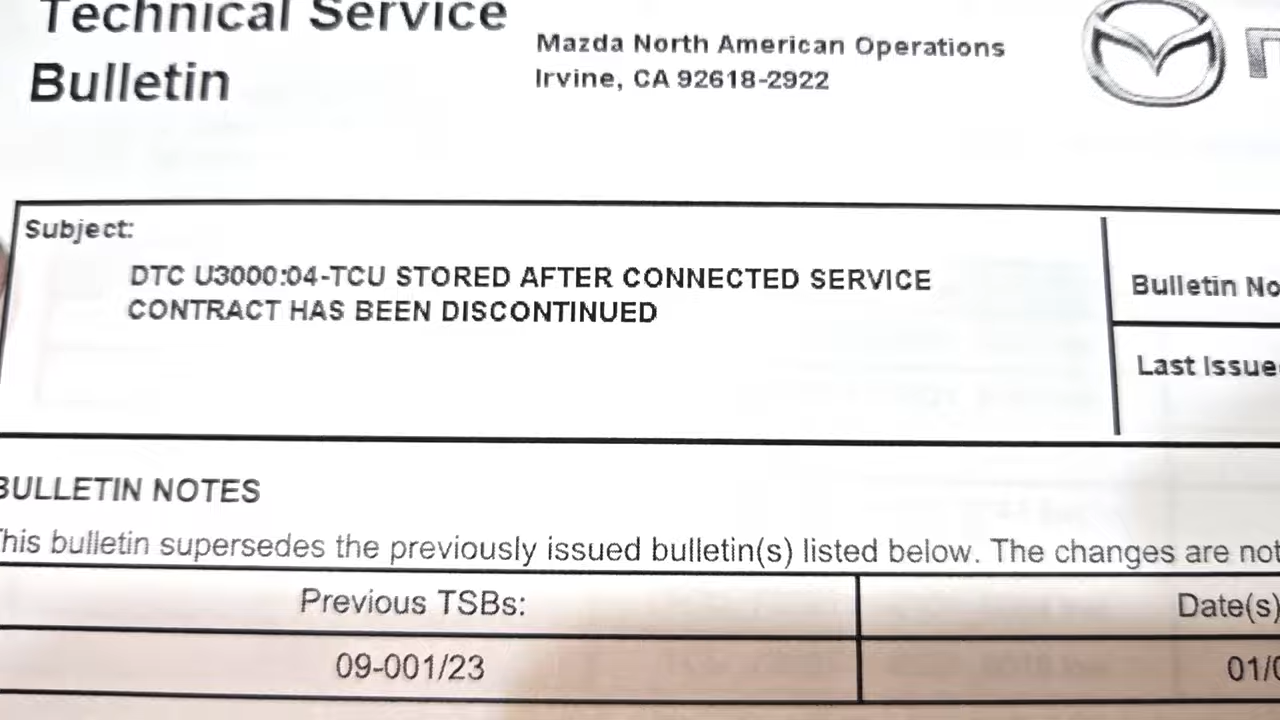 Technical Service
Bulletin
Mazda North American Operations
Irvine, CA 92618-2922
Subject:
DTC U3000:04-TCU STORED AFTER CONNECTED SERVICE
CONTRACT HAS BEEN DISCONTINUED
Bulletin No
Last Issue
BULLETIN NOTES
This bulletin supersedes the previously issued bulletin(s) listed below. The changes are not
Previous TSBs:
Date(s)
09-001/23
01/0